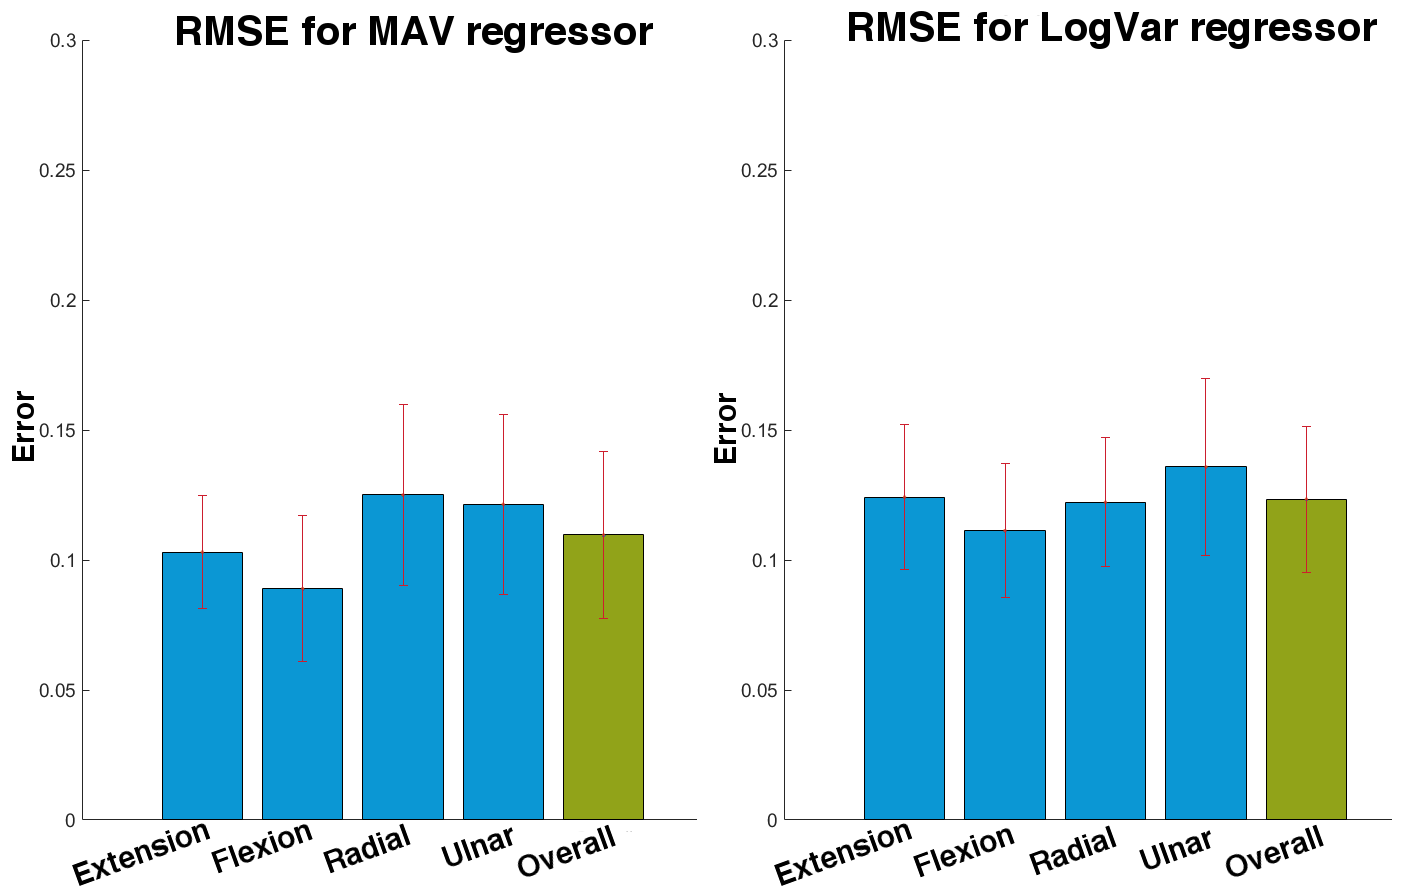 RMSE for MAV regressor
0.3
0.25
0.2
0.15
0.1
0.05
0
Error
Extension
Flexion
Radial
Ulnar
Overall
RMSE for LogVar regressor
0.3
0.25
0.2
0.15
0.1
0.05
0
Error
Extension
Flexion
Radial
Ulnar
Overall